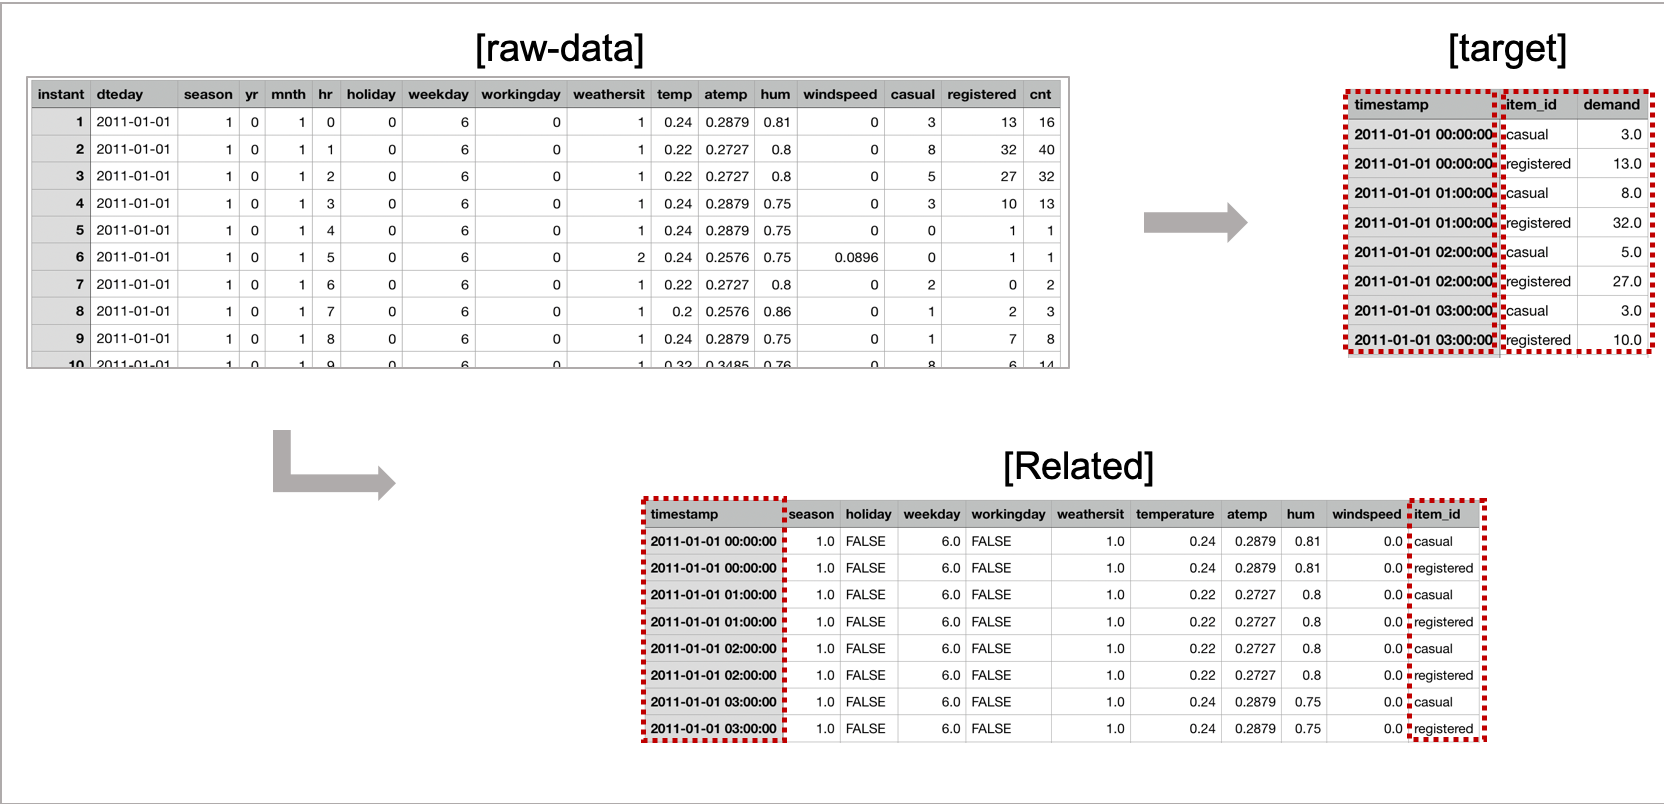 [raw-data]
instant dteday season yr mnth hr holiday weekday workingday weathersit temp atemp hum windspeed casual registered cnt
1 2011-01-01 1 0 1 0 0 6 0 1 0.24 0.2879 0.81 0 3 13 16
2 2011-01-01 1 0 1 1 0 6 0 1 0.22 0.2727 0.8 0 8 32 40
3 2011-01-01 1 0 1 2 0 6 0 1 0.22 0.2727 0.8 0 5 27 32
4 2011-01-01 1 0 1 3 0 6 0 1 0.24 0.2879 0.75 0 3 10 13
5 2011-01-01 1 0 1 4 0 6 0 1 0.24 0.2879 0.75 0 0 1 1
6 2011-01-01 1 0 1 5 0 6 0 2 0.24 0.2576 0.75 0.0896 0 1 1
7 2011-01-01 1 0 1 6 0 6 0 1 0.22 0.2727 0.8 0 2 0 2
8 2011-01-01 1 0 1 7 0 6 0 1 0.2 0.2576 0.86 0 1 2 3
9 2011-01-01 1 0 1 8 0 6 0 1 0.24 0.2879 0.75 0 1 7 8
10 2011-01-01 1 0 1 9 0 6 0 1 0.32 0.3485 0.76 0 8 6 14
[target]
timestamp item_id demand
2011-01-01 00:00:00 casual 3.0
2011-01-01 00:00:00 registered 13.0
2011-01-01 01:00:00 casual 8.0
2011-01-01 01:00:00 registered 32.0
2011-01-01 02:00:00 casual 5.0
2011-01-01 02:00:00 registered 27.0
2011-01-01 03:00:00 casual 3.0
2011-01-01 03:00:00 registered 10.0
[Related]
timestamp season holiday weekday workingday weathersit temperature atemp hum windspeed item_id
2011-01-01 00:00:00 1.0 FALSE 6.0 FALSE 1.0 0.24 0.2879 0.81 0.0 casual
2011-01-01 00:00:00 1.0 FALSE 6.0 FALSE 1.0 0.24 0.2879 0.81 0.0 registered
2011-01-01 01:00:00 1.0 FALSE 6.0 FALSE 1.0 0.22 0.2727 0.8 0.0 casual
2011-01-01 01:00:00 1.0 FALSE 6.0 FALSE 1.0 0.22 0.2727 0.8 0.0 registered
2011-01-01 02:00:00 1.0 FALSE 6.0 FALSE 1.0 0.22 0.2727 0.8 0.0 casual
2011-01-01 02:00:00 1.0 FALSE 6.0 FALSE 1.0 0.22 0.2727 0.8 0.0 registered
2011-01-01 03:00:00 1.0 FALSE 6.0 FALSE 1.0 0.24 0.2879 0.75 0.0 casual
2011-01-01 03:00:00 1.0 FALSE 6.0 FALSE 1.0 0.24 0.2879 0.75 0.0 registered